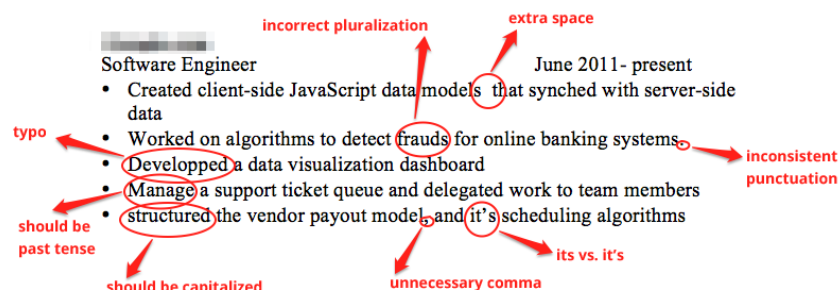 extra space
incorrect pluralization
Software Engineer June 2011- present
• Created client-side JavaScript data models  that synched with server-side
data
• Worked on algorithms to detect frauds for online banking systems.
typo
• Developped a data visualization dashboard
inconsistent
punctuation
• Manage a support ticket queue and delegated work to team members
• structured the vendor payout model, and it's scheduling algorithms
should be
past tense
its vs. it's
should be capitalized
unnecessary comma